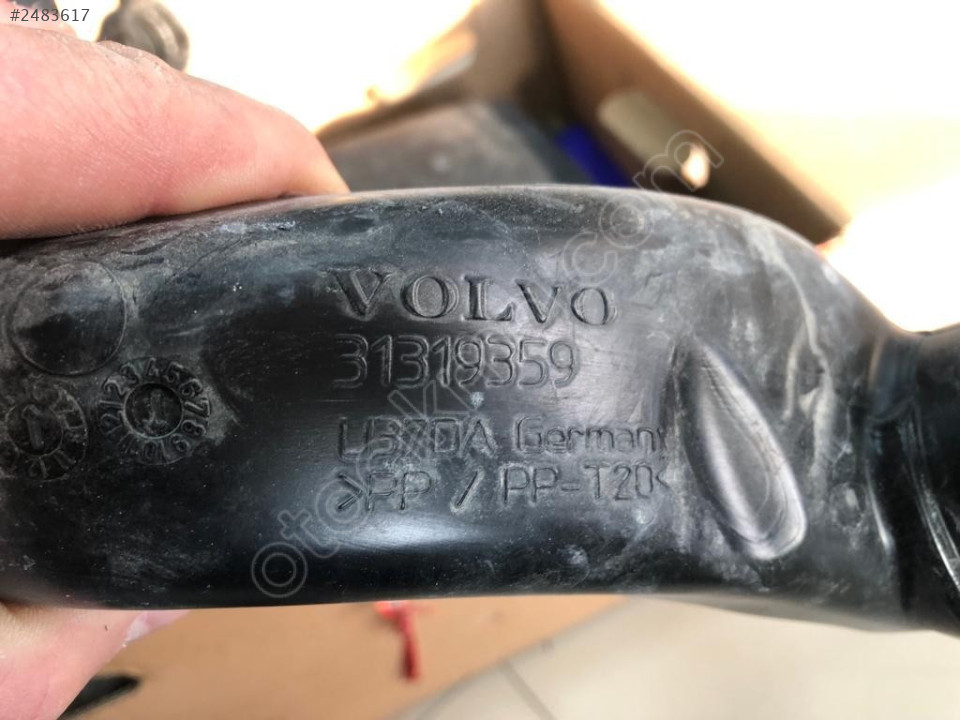 #2483617
VOLVO
31319359
Germany
>PP / PP-T20<